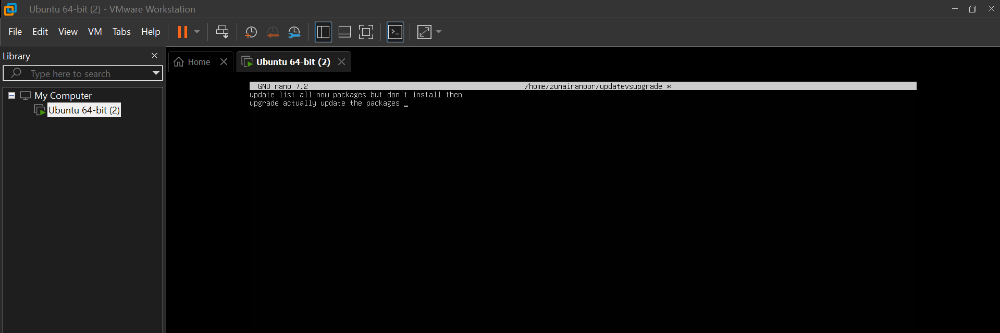 Ubuntu 64-bit (2) - VMware Workstation
File Edit View VM Tabs Help
Library
Type here to search
My Computer
Ubuntu 64-bit (2)
Home
Ubuntu 64-bit (2)
GNU nano 7.2 /home/zunairanoor/updatevsupgrade *
update list all now packages but don't install then
upgrade actually update the packages _